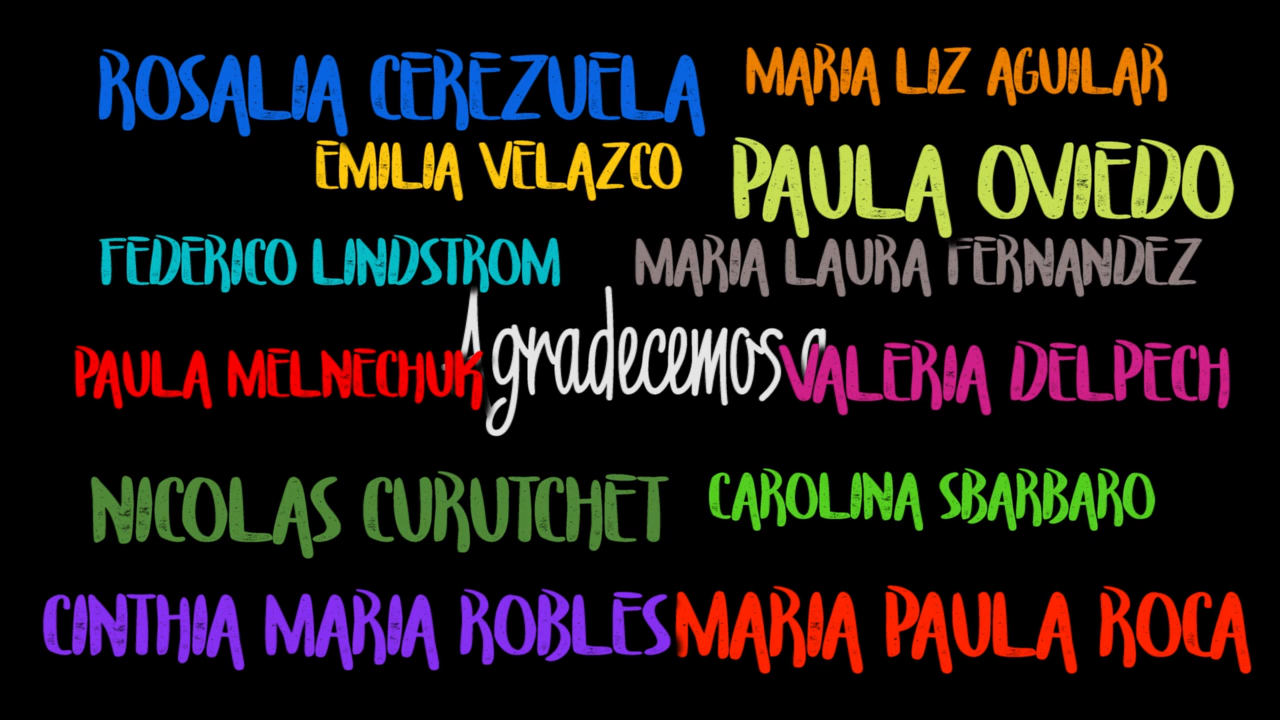 ROSALIA CEREZUELA
MARIA LIZ AGUILAR
EMILIA VELAZCO
PAULA OVIEDO
FEDERICO LINDSTROM
MARIA LAURA FERNANDEZ
Agradecemos a
PAULA MELNECHUK
VALERIA DELPECH
NICOLAS CURUTCHET
CAROLINA SBARBARO
CINTHIA MARIA ROBLES
MARIA PAULA ROCA